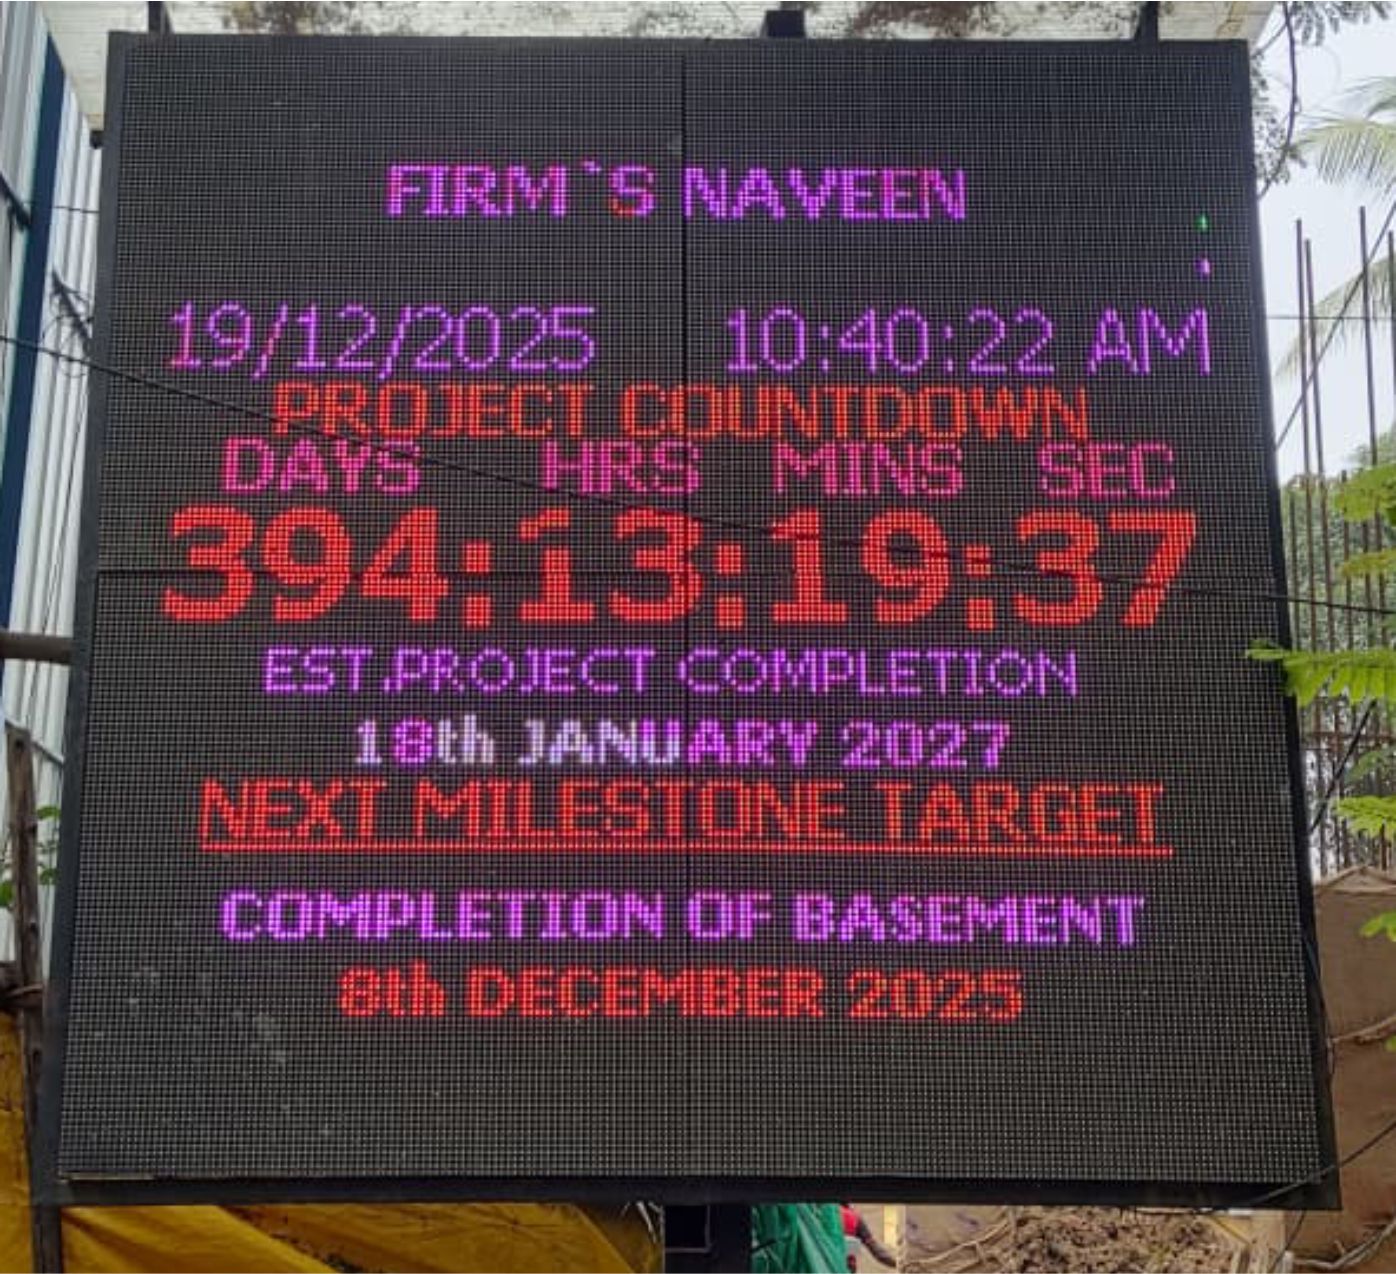 FIRM`S NAVEEN
19/12/2025 10:40:22 AM
PROJECT COUNTDOWN
DAYS HRS MINS SEC
394:13:19:37
EST.PROJECT COMPLETION
18th JANUARY 2027
NEXT MILESTONE TARGET
COMPLETION OF BASEMENT
8th DECEMBER 2025